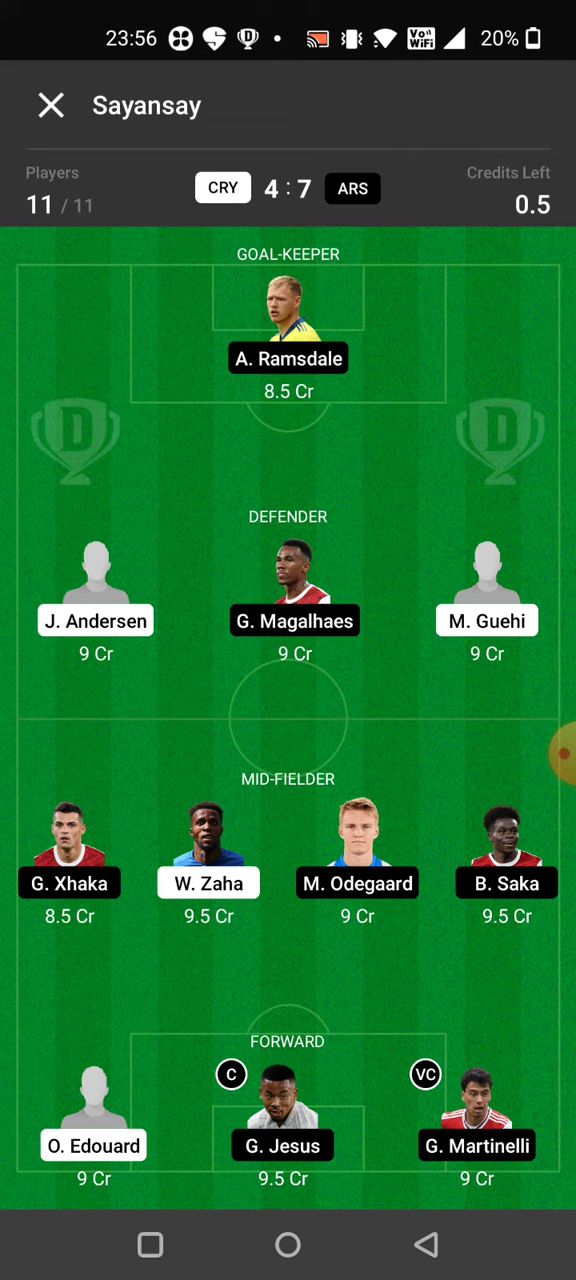 23:56
Vo))
WiFi
20%
Sayansay
Players
Credits Left
CRY 4 : 7 ARS
11 / 11
0.5
GOAL-KEEPER
A. Ramsdale
8.5 Cr
D D
DEFENDER
J. Andersen G. Magalhaes M. Guehi
9 Cr 9 Cr 9 Cr
MID-FIELDER
G. Xhaka W. Zaha M. Odegaard B. Saka
8.5 Cr 9.5 Cr 9 Cr 9.5 Cr
FORWARD
C VC
O. Edouard G. Jesus G. Martinelli
9 Cr 9.5 Cr 9 Cr